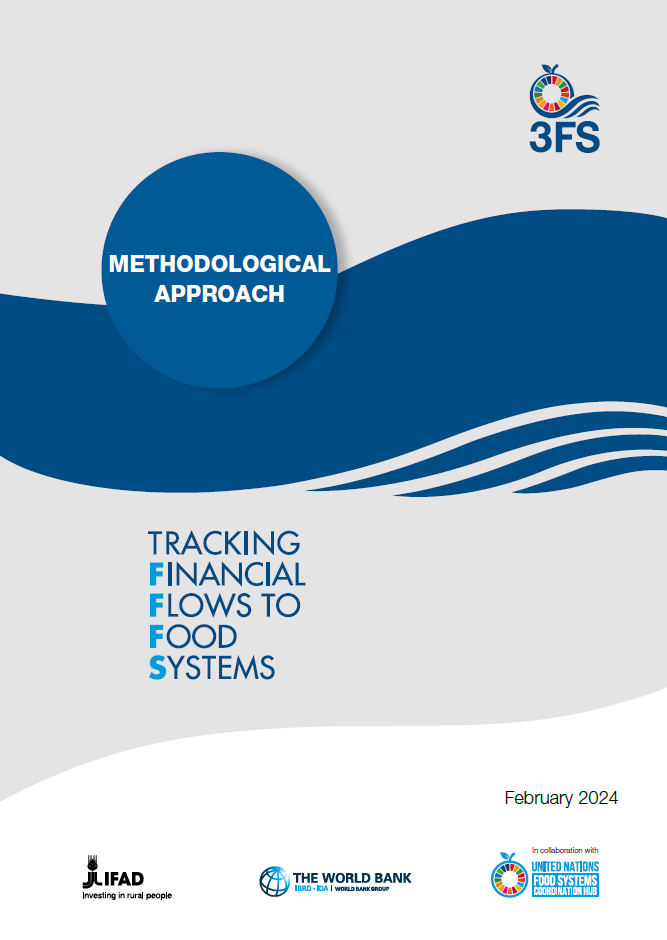 3FS
METHODOLOGICAL
APPROACH
TRACKING
FINANCIAL
FLOWS TO
FOOD
SYSTEMS
February 2024
IFAD
Investing in rural people
THE WORLD BANK
IBRD • IDA | WORLD BANK GROUP
In collaboration with
UNITED NATIONS
FOOD SYSTEMS
COORDINATION HUB